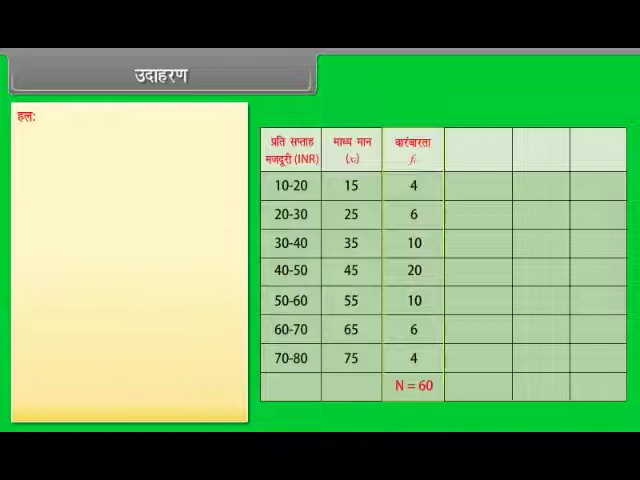 उदाहरण
हल:
प्रति सप्ताह मजदूरी (INR) माध्य मान (xᵢ) बारंबारता fᵢ
10-20 15 4
20-30 25 6
30-40 35 10
40-50 45 20
50-60 55 10
60-70 65 6
70-80 75 4
N = 60